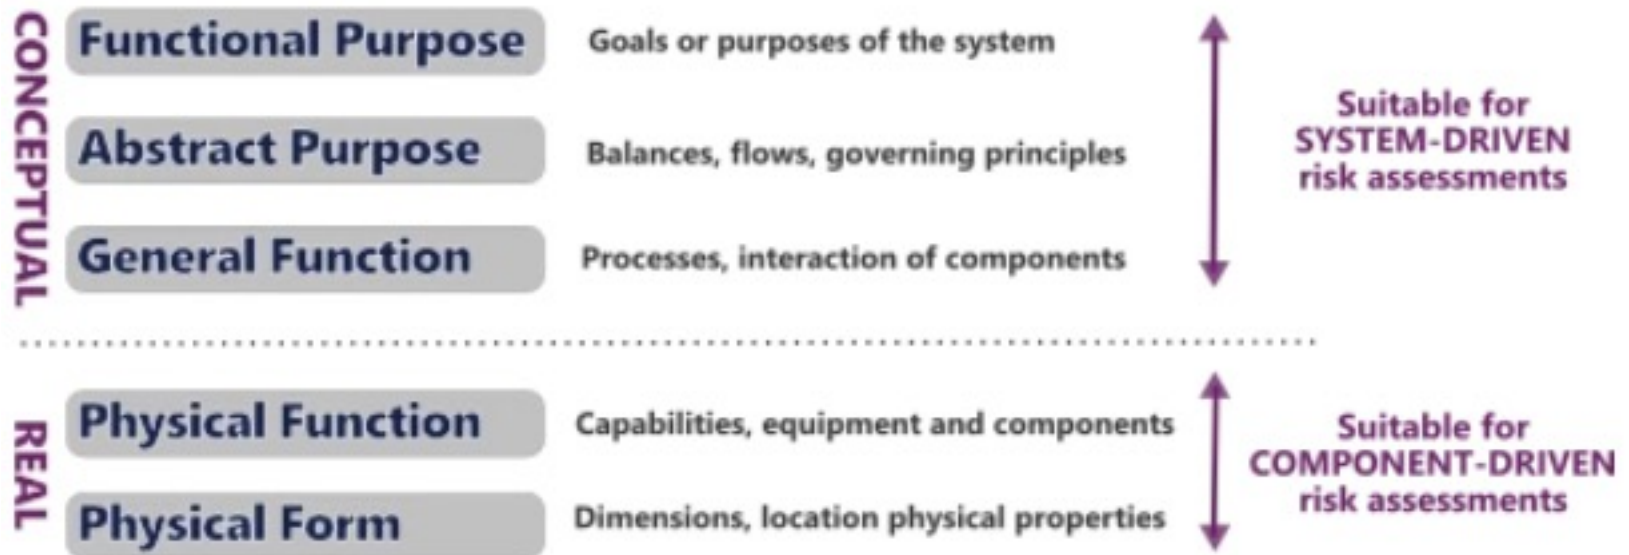 CONCEPTUAL
Functional Purpose
Goals or purposes of the system
Abstract Purpose
Balances, flows, governing principles
General Function
Processes, interaction of components
Suitable for
SYSTEM-DRIVEN
risk assessments
REAL
Physical Function
Capabilities, equipment and components
Physical Form
Dimensions, location physical properties
Suitable for
COMPONENT-DRIVEN
risk assessments